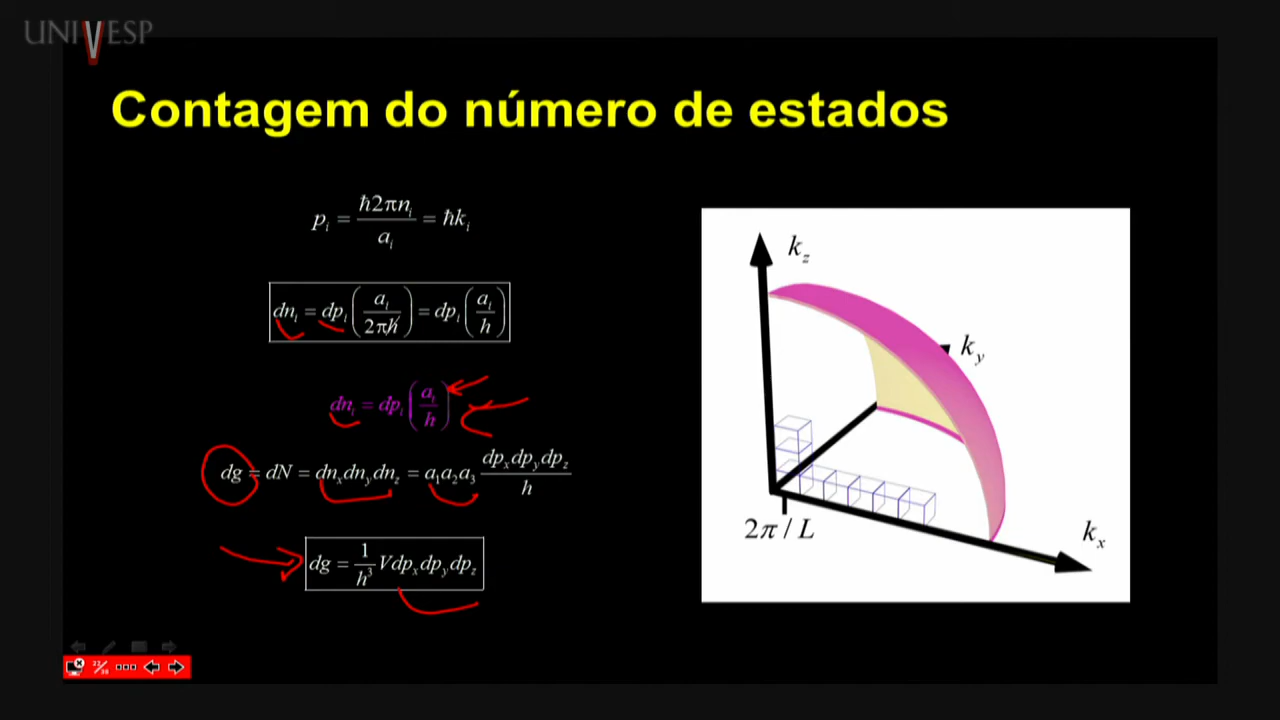 UNIVESP
Contagem do número de estados
p_i = ħ2πn_i / a_i = ħk_i
dn_i = dp_i (a_i / 2πħ) = dp_i (a_i / h)
dn_i = dp_i (a_i / h)
dg = dN = dn_x dn_y dn_z = a_1 a_2 a_3 dp_x dp_y dp_z / h
dg = 1 / h^3 V dp_x dp_y dp_z
k_z
k_y
2π / L
k_x